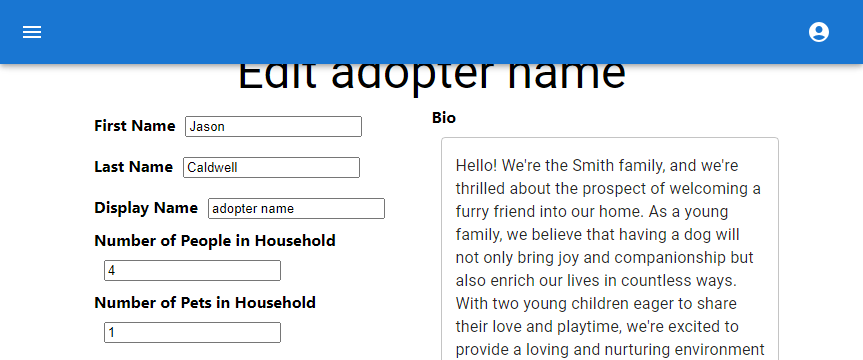 Edit adopter name
First Name Jason
Last Name Caldwell
Display Name adopter name
Number of People in Household
4
Number of Pets in Household
1
Bio
Hello! We're the Smith family, and we're
thrilled about the prospect of welcoming a
furry friend into our home. As a young
family, we believe that having a dog will
not only bring joy and companionship but
also enrich our lives in countless ways.
With two young children eager to share
their love and playtime, we're excited to
provide a loving and nurturing environment